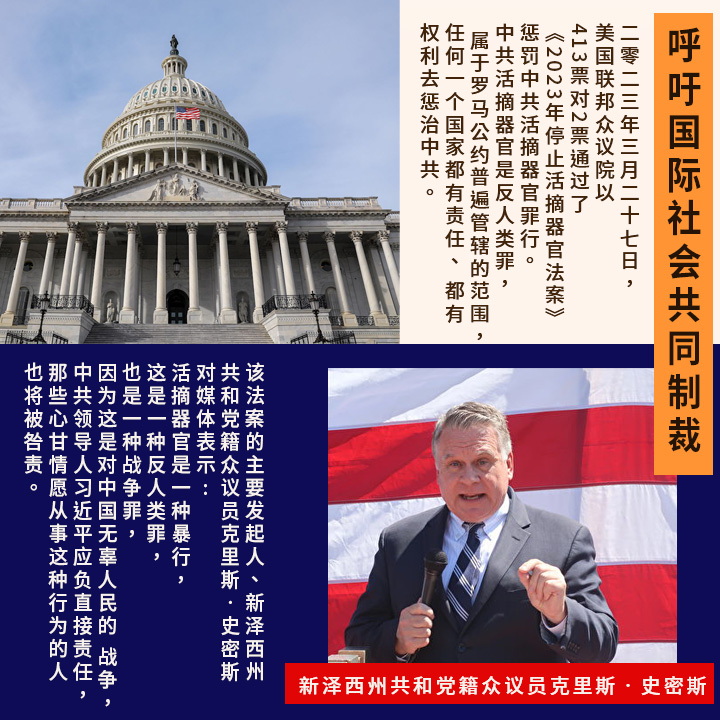 呼吁国际社会共同制裁
二零二三年三月二十七日，
美国联邦众议院以
413票对2票通过了
《2023年停止活摘器官法案》
惩罚中共活摘器官罪行。
中共活摘器官是反人类罪，
属于罗马公约普遍管辖的范围，
任何一个国家都有责任、都有
权利去惩治中共。
该法案的主要发起人、新泽西州
共和党籍众议员克里斯·史密斯
对媒体表示：
活摘器官是一种暴行，
这是一种反人类罪，
也是一种战争罪，
因为这是对中国无辜人民的 战争，
中共领导人习近平应负直接责任，
那些心甘情愿从事这种行为的人
也将被咎责。
新泽西州共和党籍众议员克里斯·史密斯